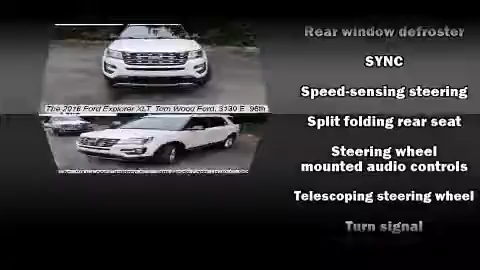 Rear window defroster
SYNC
Speed-sensing steering
Split folding rear seat
Steering wheel
mounted audio controls
Telescoping steering wheel
Turn signal
The 2016 Ford Explorer XLT Tom Wood Ford, 3130 E. 96th